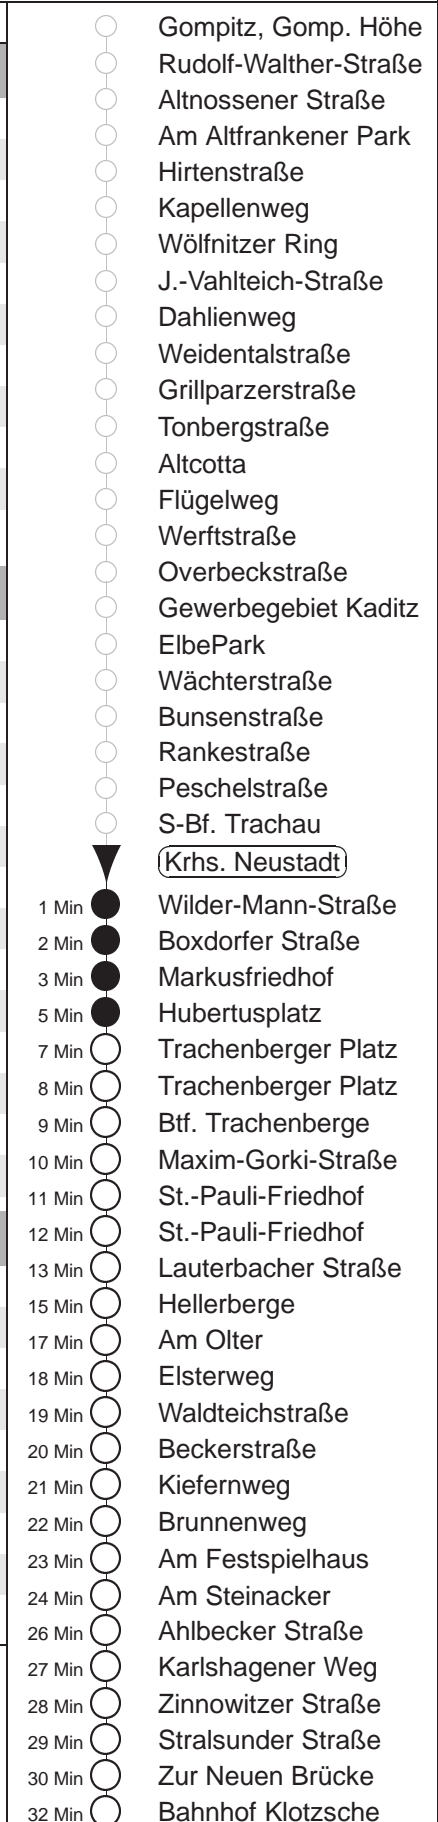 Gompitz, Gomp. Höhe
Rudolf-Walther-Straße
Altnossener Straße
Am Altfrankener Park
Hirtenstraße
Kapellenweg
Wölfnitzer Ring
J.-Vahlteich-Straße
Dahlienweg
Weidentalstraße
Grillparzerstraße
Tonbergstraße
Altcotta
Flügelweg
Werftstraße
Overbeckstraße
Gewerbegebiet Kaditz
ElbePark
Wächterstraße
Bunsenstraße
Rankestraße
Peschelstraße
S-Bf. Trachau
Krhs. Neustadt
1 Min Wilder-Mann-Straße
2 Min Boxdorfer Straße
3 Min Markusfriedhof
5 Min Hubertusplatz
7 Min Trachenberger Platz
8 Min Trachenberger Platz
9 Min Btf. Trachenberge
10 Min Maxim-Gorki-Straße
11 Min St.-Pauli-Friedhof
12 Min St.-Pauli-Friedhof
13 Min Lauterbacher Straße
15 Min Hellerberge
17 Min Am Olter
18 Min Elsterweg
19 Min Waldteichstraße
20 Min Beckerstraße
21 Min Kiefernweg
22 Min Brunnenweg
23 Min Am Festspielhaus
24 Min Am Steinacker
26 Min Ahlbecker Straße
27 Min Karlshagener Weg
28 Min Zinnowitzer Straße
29 Min Stralsunder Straße
30 Min Zur Neuen Brücke
32 Min Bahnhof Klotzsche